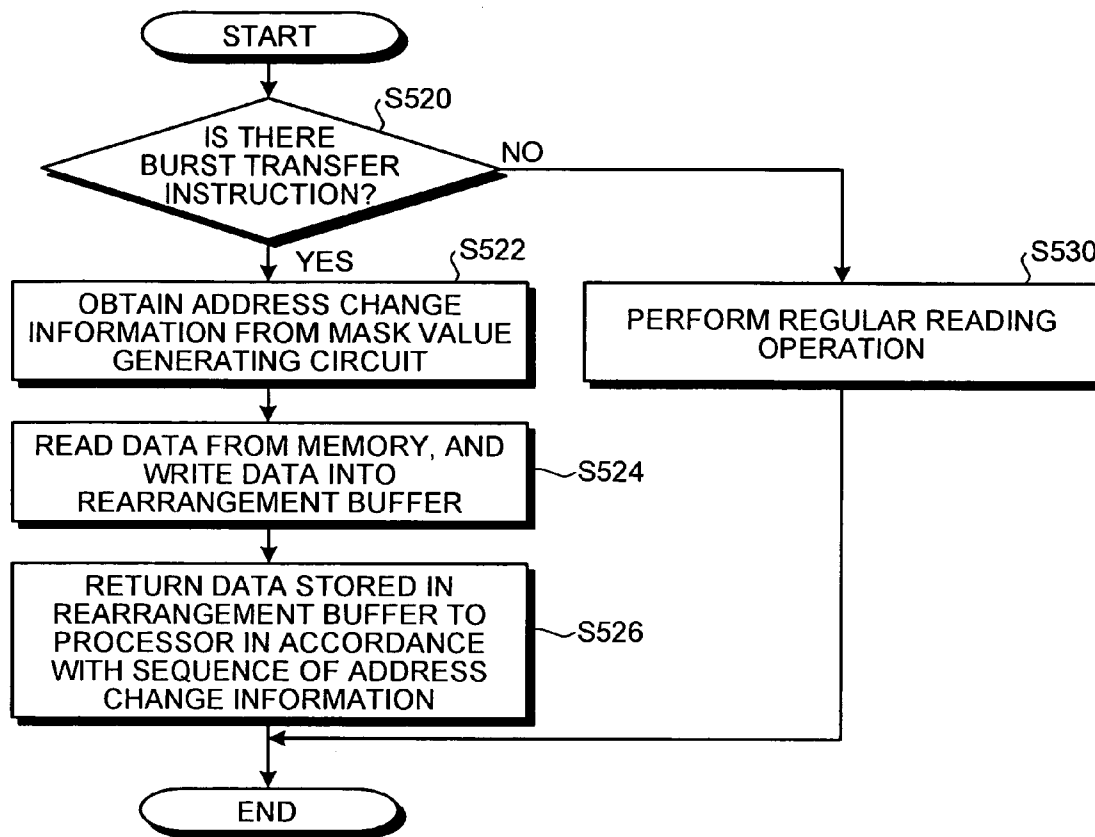 START
S520
IS THERE
BURST TRANSFER
INSTRUCTION?
NO
YES
S522
OBTAIN ADDRESS CHANGE
INFORMATION FROM MASK VALUE
GENERATING CIRCUIT
S530
PERFORM REGULAR READING
OPERATION
READ DATA FROM MEMORY, AND
WRITE DATA INTO
REARRANGEMENT BUFFER
S524
RETURN DATA STORED IN
REARRANGEMENT BUFFER TO
PROCESSOR IN ACCORDANCE
WITH SEQUENCE OF ADDRESS
CHANGE INFORMATION
S526
END